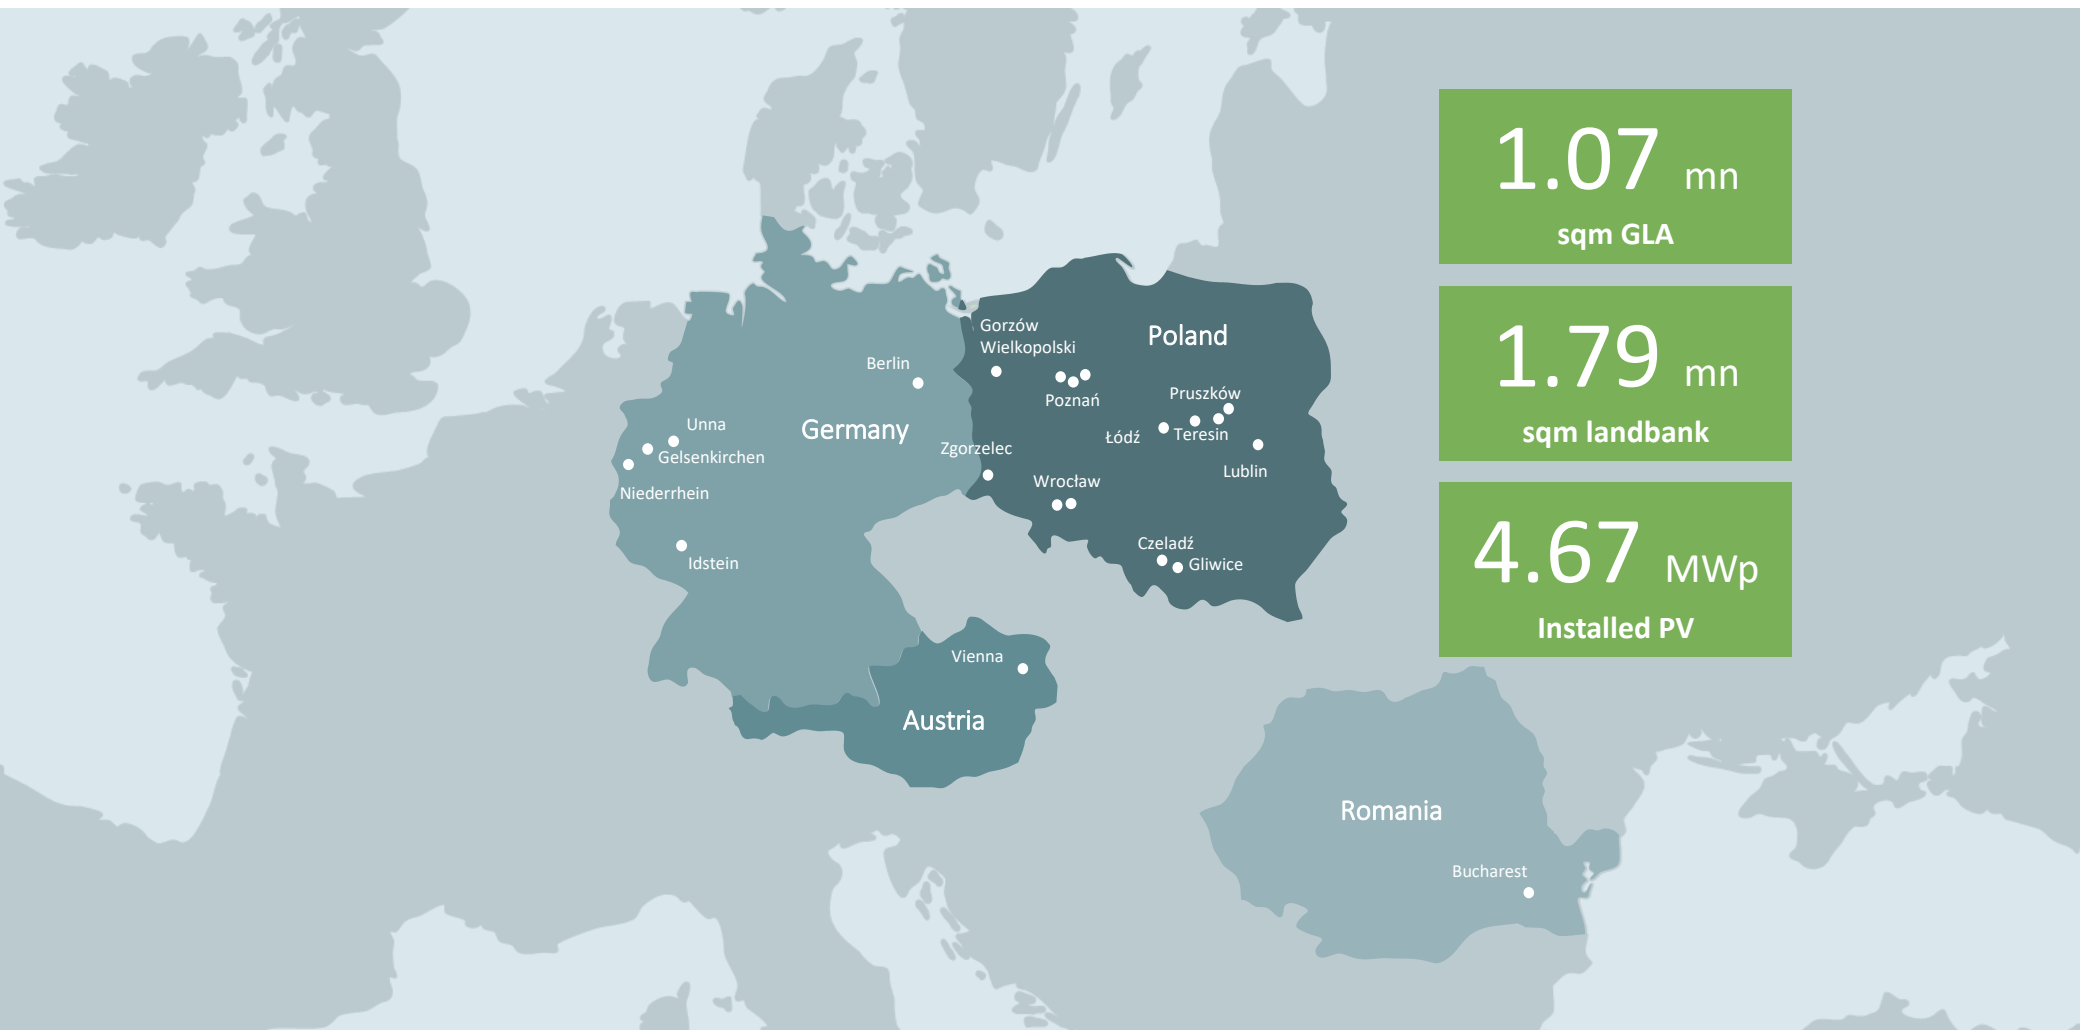 1.07 mn
sqm GLA
1.79 mn
sqm landbank
4.67 MWp
Installed PV
Poland
Gorzów
Wielkopolski
Poznań
Pruszków
Teresin
Łódź
Lublin
Zgorzelec
Wrocław
Czeladź
Gliwice
Germany
Berlin
Unna
Gelsenkirchen
Niederrhein
Idstein
Austria
Vienna
Romania
Bucharest